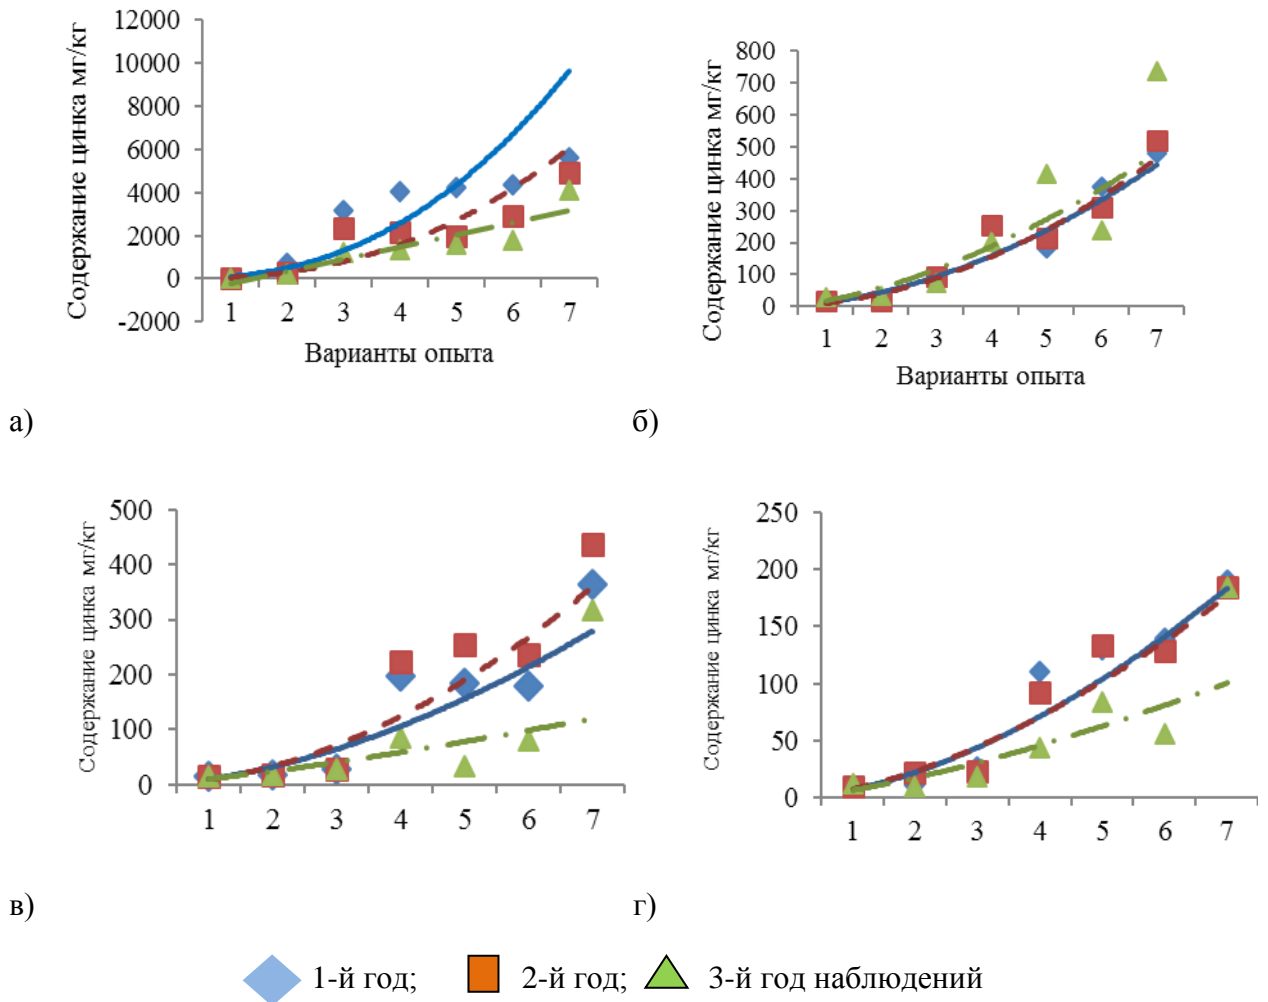 Содержание цинка мг/кг
12000
10000
8000
6000
4000
2000
0
-2000
1 2 3 4 5 6 7
Варианты опыта
а)
Содержание цинка мг/кг
800
700
600
500
400
300
200
100
0
1 2 3 4 5 6 7
Варианты опыта
б)
Содержание цинка мг/кг
500
400
300
200
100
0
1 2 3 4 5 6 7
в)
Содержание цинка мг/кг
250
200
150
100
50
0
1 2 3 4 5 6 7
г)
1-й год; 2-й год; 3-й год наблюдений